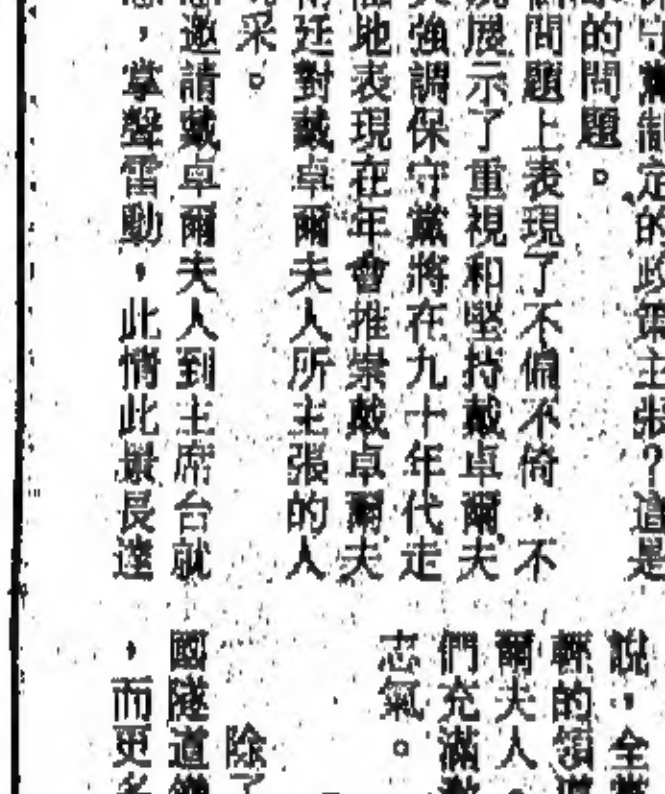 制定的政策主張？這是
的問題。
問題上表現了不偏不倚，不
展示了重視和堅持戴卓爾夫
強調保守黨將在九十年代走
地表現在年會推崇戴卓爾夫
廷對戴卓爾夫人所主張的人
采。
邀請戴卓爾夫人到主席台就
，掌聲雷動，此情此景長達
說，全黨
輕的領
爾夫人。
們充滿
志氣。
除了
國隧道
，而更多